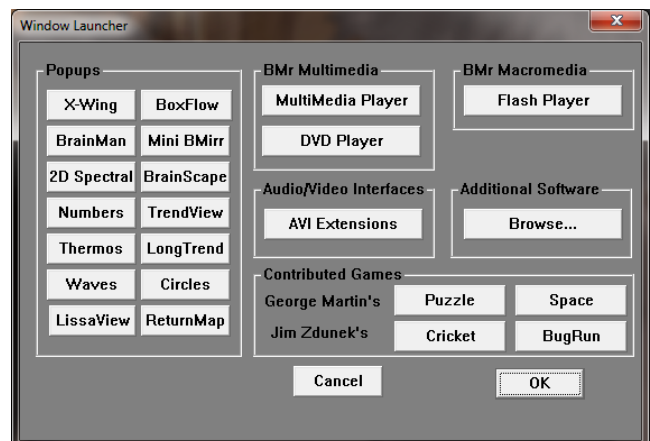 Window Launcher
Popups
X-Wing BoxFlow
BrainMan Mini BMirr
2D Spectral BrainScape
Numbers TrendView
Thermos LongTrend
Waves Circles
LissaView ReturnMap
BMr Multimedia
MultiMedia Player
DVD Player
BMr Macromedia
Flash Player
Audio/Video Interfaces
AVI Extensions
Additional Software
Browse...
Contributed Games
George Martin's Puzzle Space
Jim Zdunek's Cricket BugRun
Cancel OK